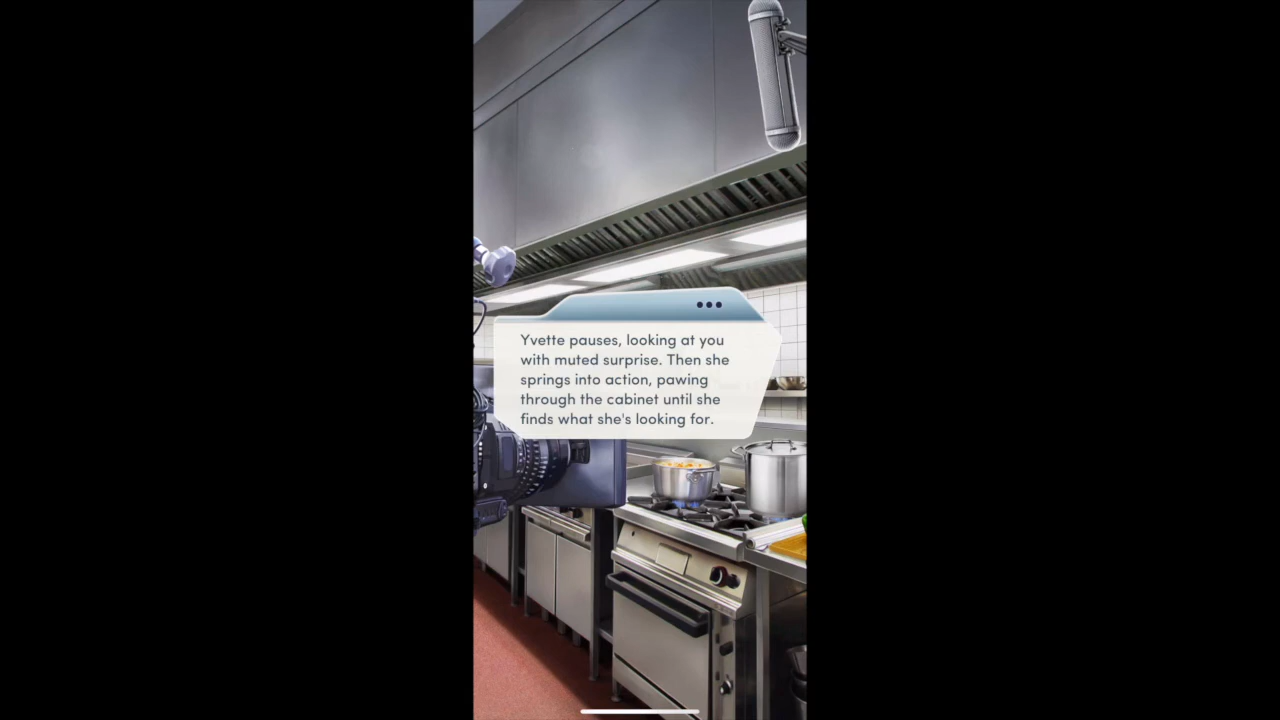 Yvette pauses, looking at you
with muted surprise. Then she
springs into action, pawing
through the cabinet until she
finds what she's looking for.